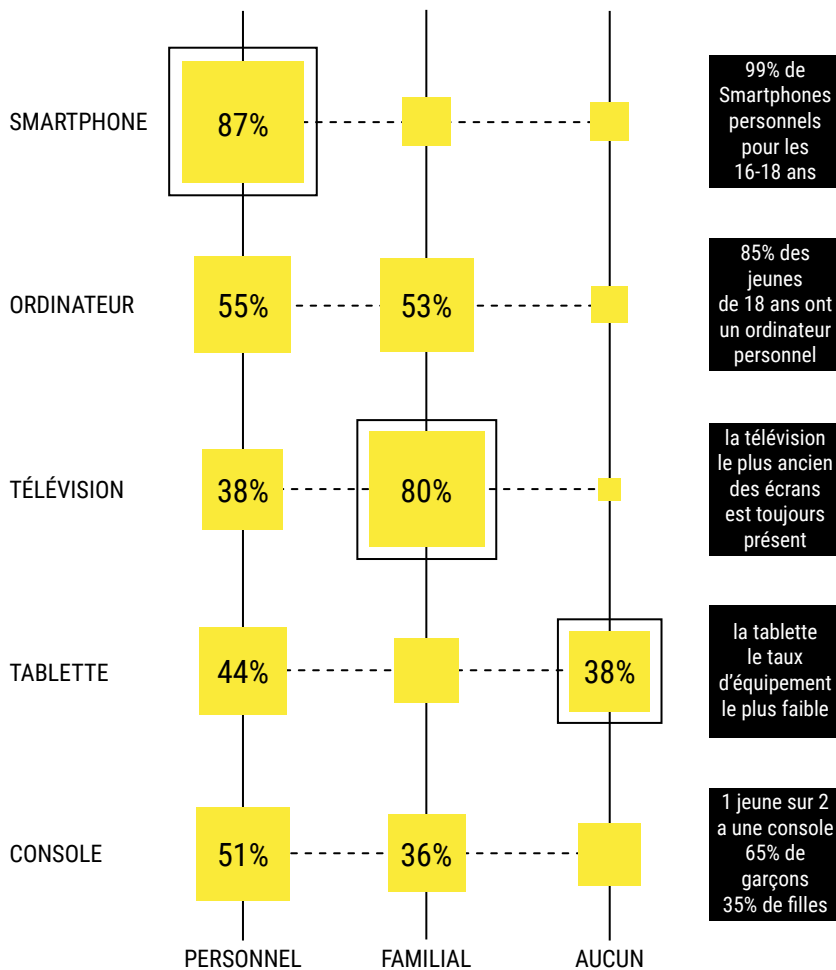 SMARTPHONE
87%
99% de
Smartphones
personnels
pour les
16-18 ans
ORDINATEUR
55%
53%
85% des
jeunes
de 18 ans ont
un ordinateur
personnel
TÉLÉVISION
38%
80%
la télévision
le plus ancien
des écrans
est toujours
présent
TABLETTE
44%
38%
la tablette
le taux
d'équipement
le plus faible
CONSOLE
51%
36%
1 jeune sur 2
a une console
65% de
garçons
35% de filles
PERSONNEL
FAMILIAL
AUCUN